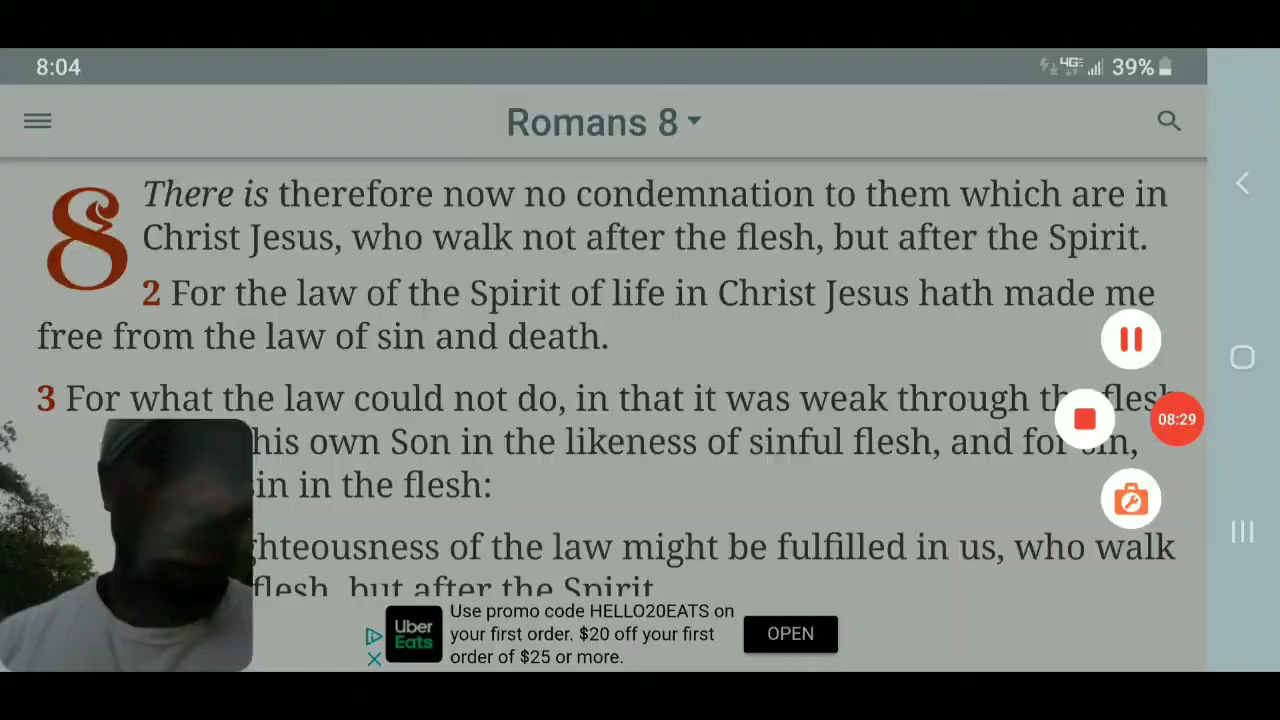 8:04
4G 39%
Romans 8
8 There is therefore now no condemnation to them which are in
Christ Jesus, who walk not after the flesh, but after the Spirit.
2 For the law of the Spirit of life in Christ Jesus hath made me
free from the law of sin and death.
3 For what the law could not do, in that it was weak through the flesh
08:29
his own Son in the likeness of sinful flesh, and for sin,
sin in the flesh:
ghteousness of the law might be fulfilled in us, who walk
flesh, but after the Spirit
Uber
Eats
Use promo code HELLO20EATS on
your first order. $20 off your first
order of $25 or more.
OPEN